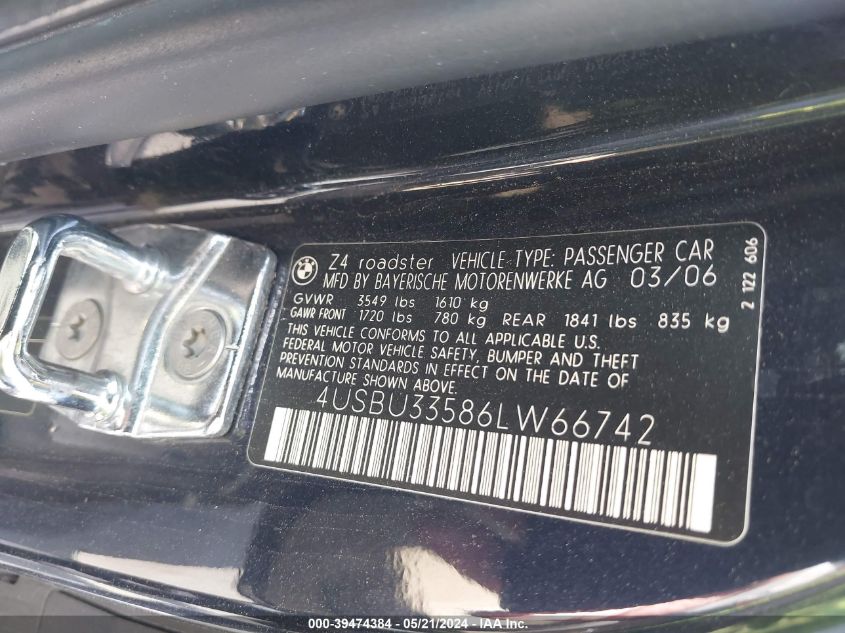 Z4 roadster VEHICLE TYPE: PASSENGER CAR
MFD BY BAYERISCHE MOTORENWERKE AG 03/06
GVWR 3549 lbs 1610 kg
GAWR FRONT 1720 lbs 780 kg REAR 1841 lbs 835 kg
THIS VEHICLE CONFORMS TO ALL APPLICABLE U.S.
FEDERAL MOTOR VEHICLE SAFETY, BUMPER AND THEFT
PREVENTION STANDARDS IN EFFECT ON THE DATE OF
MANUFACTURE SHOWN ABOVE.
4USBU33586LW66742
2 122 606
000-39474384 - 05/21/2024 - IAA, Inc.